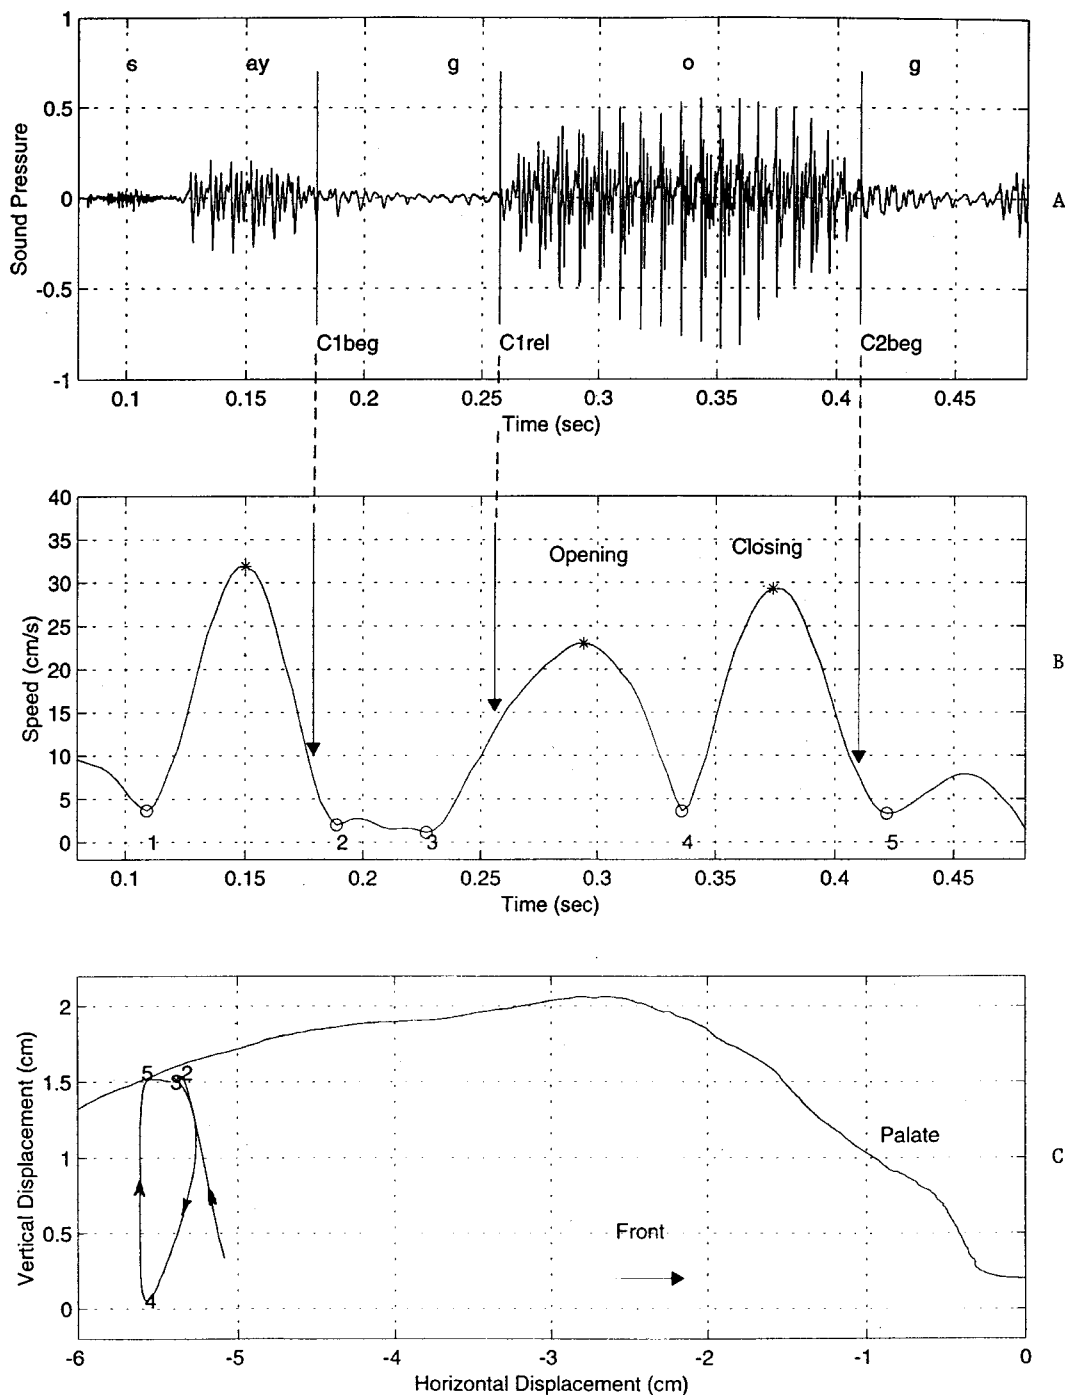 1
s ay g o g
0.5
0
-0.5
-1
Sound Pressure
A
C1beg C1rel C2beg
0.1 0.15 0.2 0.25 0.3 0.35 0.4 0.45
Time (sec)
40
35
30
25
20
15
10
5
0
Speed (cm/s)
Opening Closing
B
1 2 3 4 5
0.1 0.15 0.2 0.25 0.3 0.35 0.4 0.45
Time (sec)
2
1.5
1
0.5
0
Vertical Displacement (cm)
5 3 2
Palate
C
Front
4
-6 -5 -4 -3 -2 -1 0
Horizontal Displacement (cm)